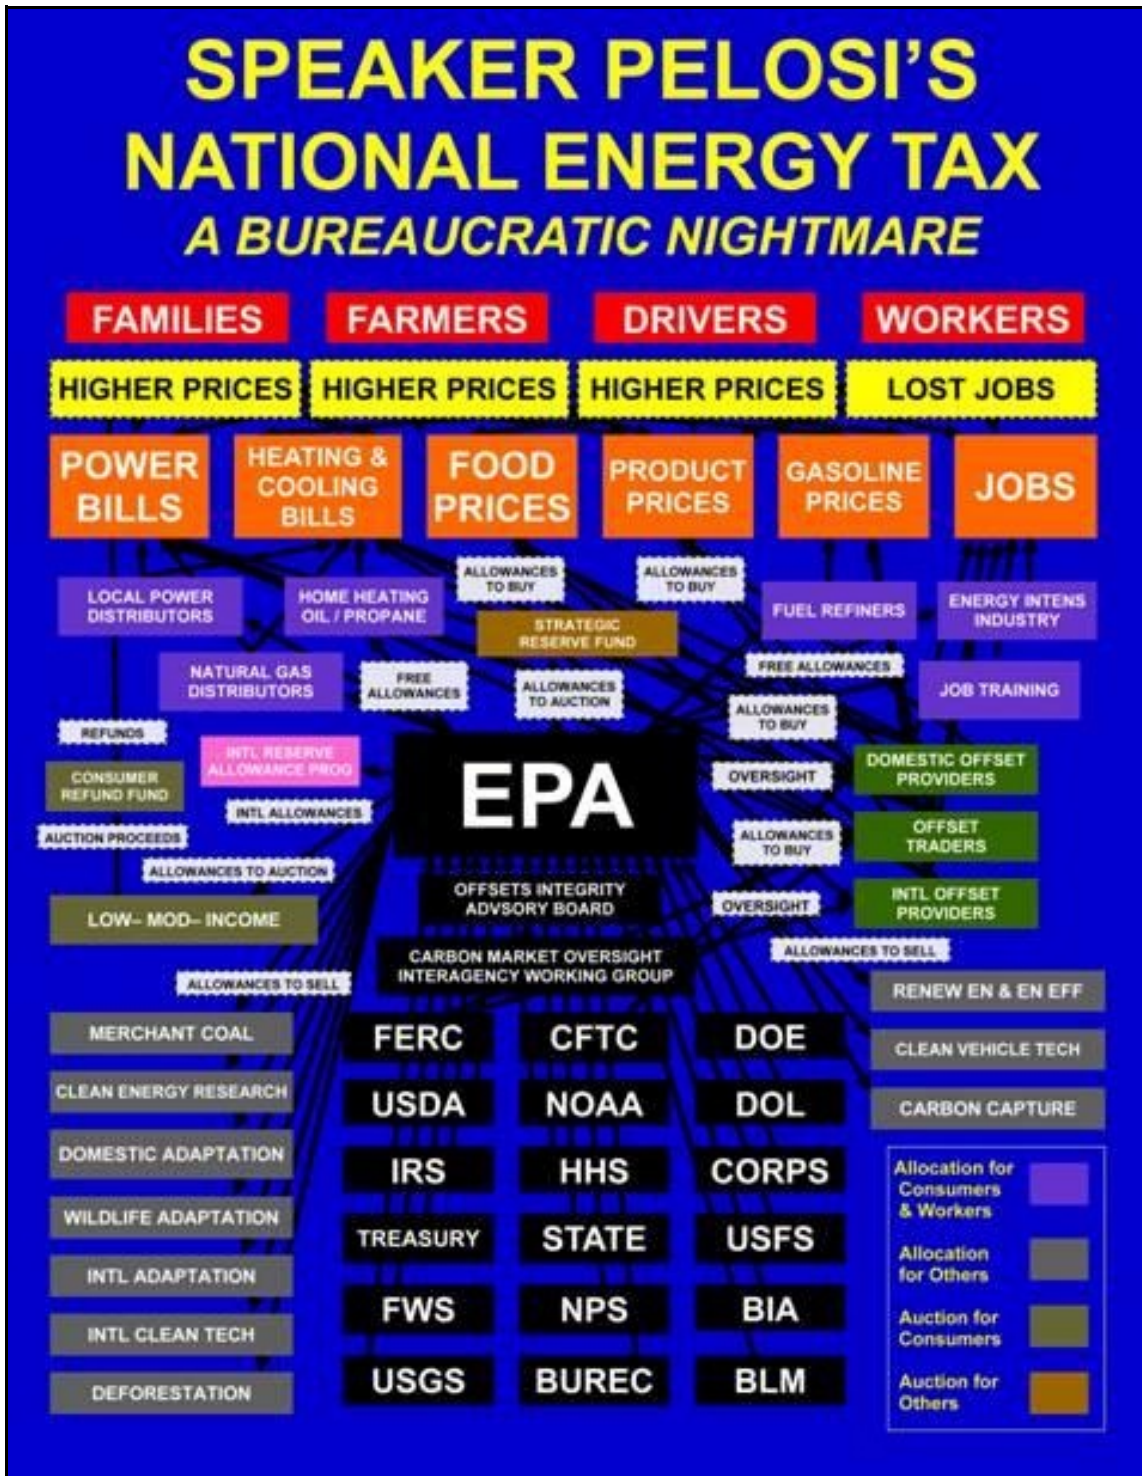 SPEAKER PELOSI'S
NATIONAL ENERGY TAX
A BUREAUCRATIC NIGHTMARE
FAMILIES
FARMERS
DRIVERS
WORKERS
HIGHER PRICES
HIGHER PRICES
HIGHER PRICES
LOST JOBS
POWER
BILLS
HEATING &
COOLING
BILLS
FOOD
PRICES
PRODUCT
PRICES
GASOLINE
PRICES
JOBS
ALLOWANCES
TO BUY
ALLOWANCES
TO BUY
LOCAL POWER
DISTRIBUTORS
HOME HEATING
OIL / PROPANE
STRATEGIC
RESERVE FUND
FUEL REFINERS
ENERGY INTENS
INDUSTRY
NATURAL GAS
DISTRIBUTORS
FREE
ALLOWANCES
ALLOWANCES
TO AUCTION
FREE ALLOWANCES
JOB TRAINING
ALLOWANCES
TO BUY
REFUNDS
INTL RESERVE
ALLOWANCE PROG
CONSUMER
REFUND FUND
EPA
OVERSIGHT
DOMESTIC OFFSET
PROVIDERS
INTL ALLOWANCES
AUCTION PROCEEDS
ALLOWANCES
TO BUY
OFFSET
TRADERS
ALLOWANCES TO AUCTION
OFFSETS INTEGRITY
ADVSORY BOARD
OVERSIGHT
INTL OFFSET
PROVIDERS
LOW– MOD– INCOME
CARBON MARKET OVERSIGHT
INTERAGENCY WORKING GROUP
ALLOWANCES TO SELL
ALLOWANCES TO SELL
RENEW EN & EN EFF
CLEAN VEHICLE TECH
CARBON CAPTURE
MERCHANT COAL
CLEAN ENERGY RESEARCH
DOMESTIC ADAPTATION
WILDLIFE ADAPTATION
INTL ADAPTATION
INTL CLEAN TECH
DEFORESTATION
FERC
CFTC
DOE
USDA
NOAA
DOL
IRS
HHS
CORPS
TREASURY
STATE
USFS
FWS
NPS
BIA
USGS
BUREC
BLM
Allocation for
Consumers
& Workers
Allocation
for Others
Auction for
Consumers
Auction for
Others